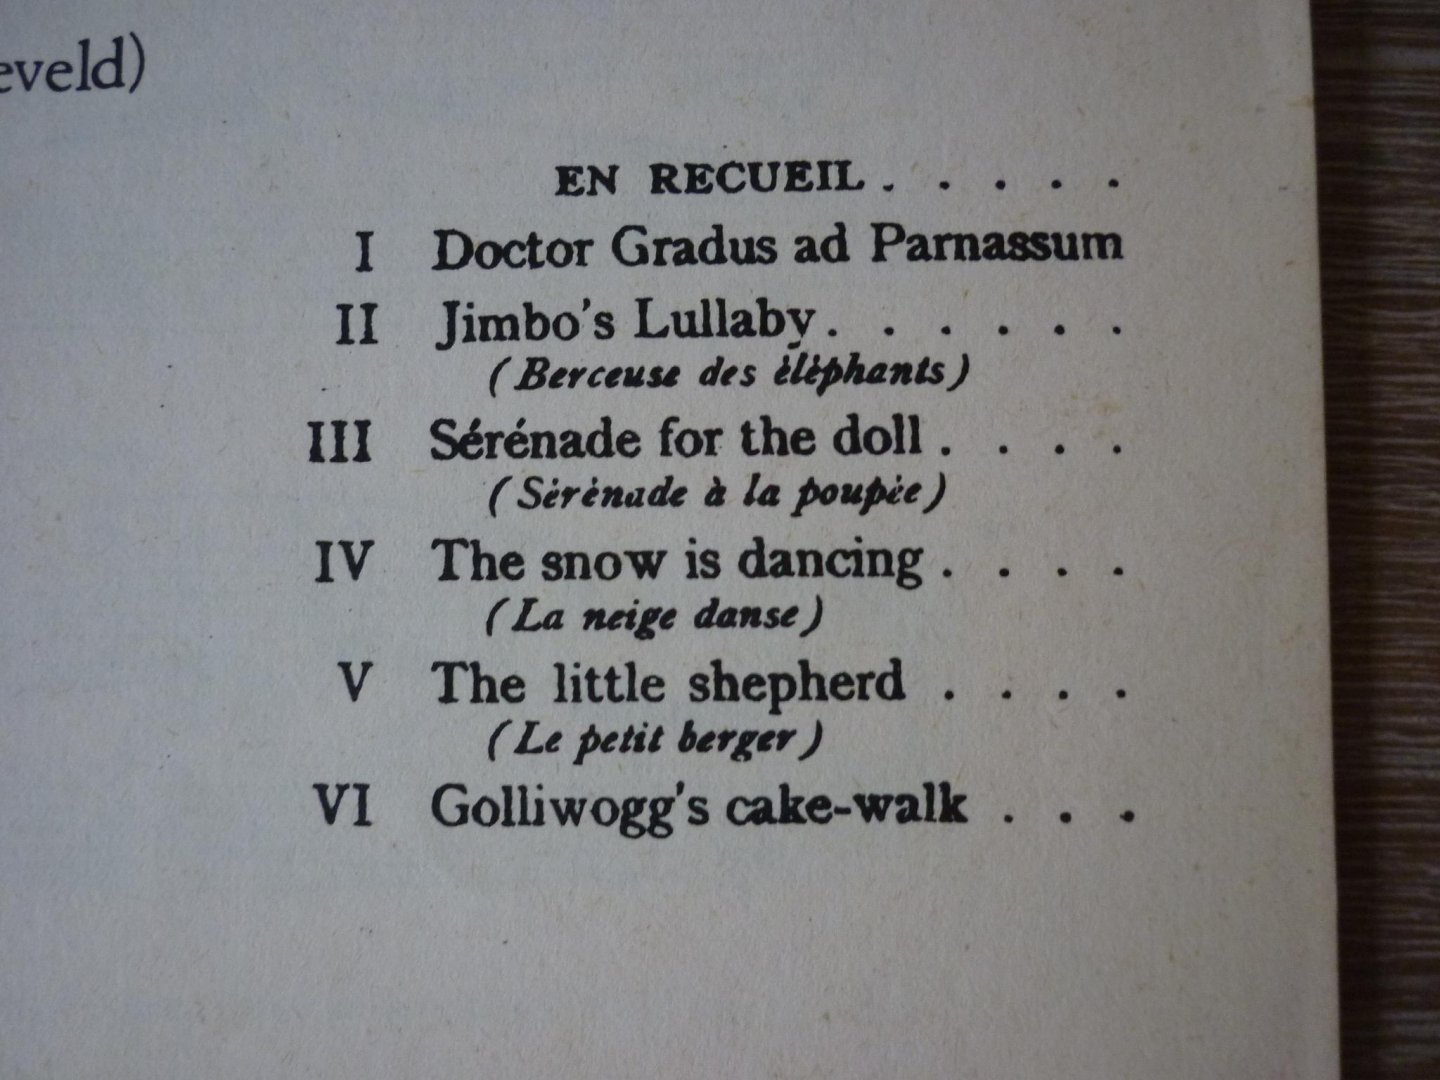 eveld)
EN RECUEIL . . . . .
I Doctor Gradus ad Parnassum
II Jimbo's Lullaby . . . . . .
(Berceuse des éléphants)
III Sérénade for the doll . . . .
(Sérénade à la poupée)
IV The snow is dancing . . . .
(La neige danse)
V The little shepherd . . . .
(Le petit berger)
VI Golliwogg's cake-walk . . .